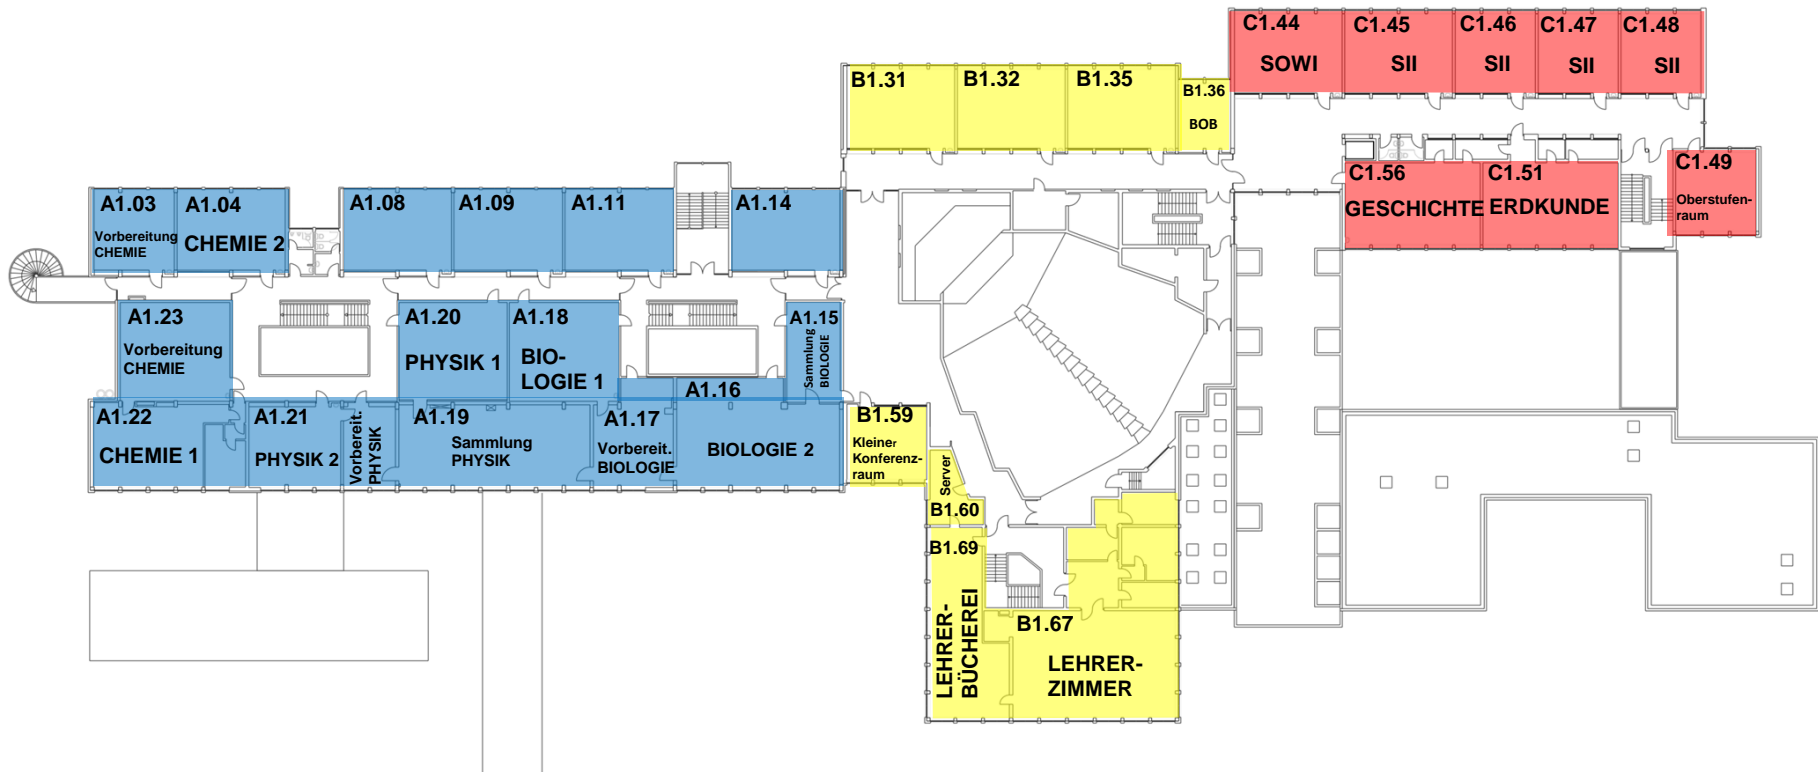 C1.44
SOWI
C1.45
SII
C1.46
SII
C1.47
SII
C1.48
SII
B1.31
B1.32
B1.35
B1.36
BOB
C1.56
GESCHICHTE
C1.51
ERDKUNDE
C1.49
Oberstufen-
raum
A1.03
Vorbereitung
CHEMIE
A1.04
CHEMIE 2
A1.08
A1.09
A1.11
A1.14
A1.23
Vorbereitung
CHEMIE
A1.20
PHYSIK 1
A1.18
BIO-
LOGIE 1
A1.15
Sammlung
BIOLOGIE
A1.16
BIOLOGIE 2
A1.22
CHEMIE 1
A1.21
PHYSIK 2
Vorbereit.
PHYSIK
A1.19
Sammlung
PHYSIK
A1.17
Vorbereit.
BIOLOGIE
B1.59
Kleiner
Konferenz-
raum
Server
B1.60
B1.69
LEHRER-
BÜCHEREI
B1.67
LEHRER-
ZIMMER